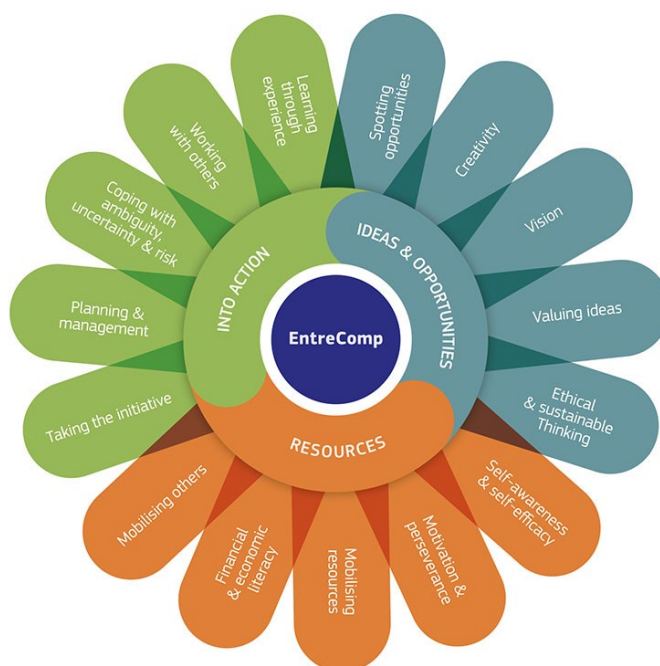 EntreComp
IDEAS & OPPORTUNITIES
Spotting
opportunities
Creativity
Vision
Valuing ideas
Ethical
& sustainable
Thinking
RESOURCES
Self-awareness
& self-efficacy
Motivation &
perseverance
Mobilising
resources
Financial
& economic
literacy
Mobilising others
INTO ACTION
Taking the initiative
Planning &
management
Coping with
ambiguity,
uncertainty & risk
Working
with others
Learning
through
experience